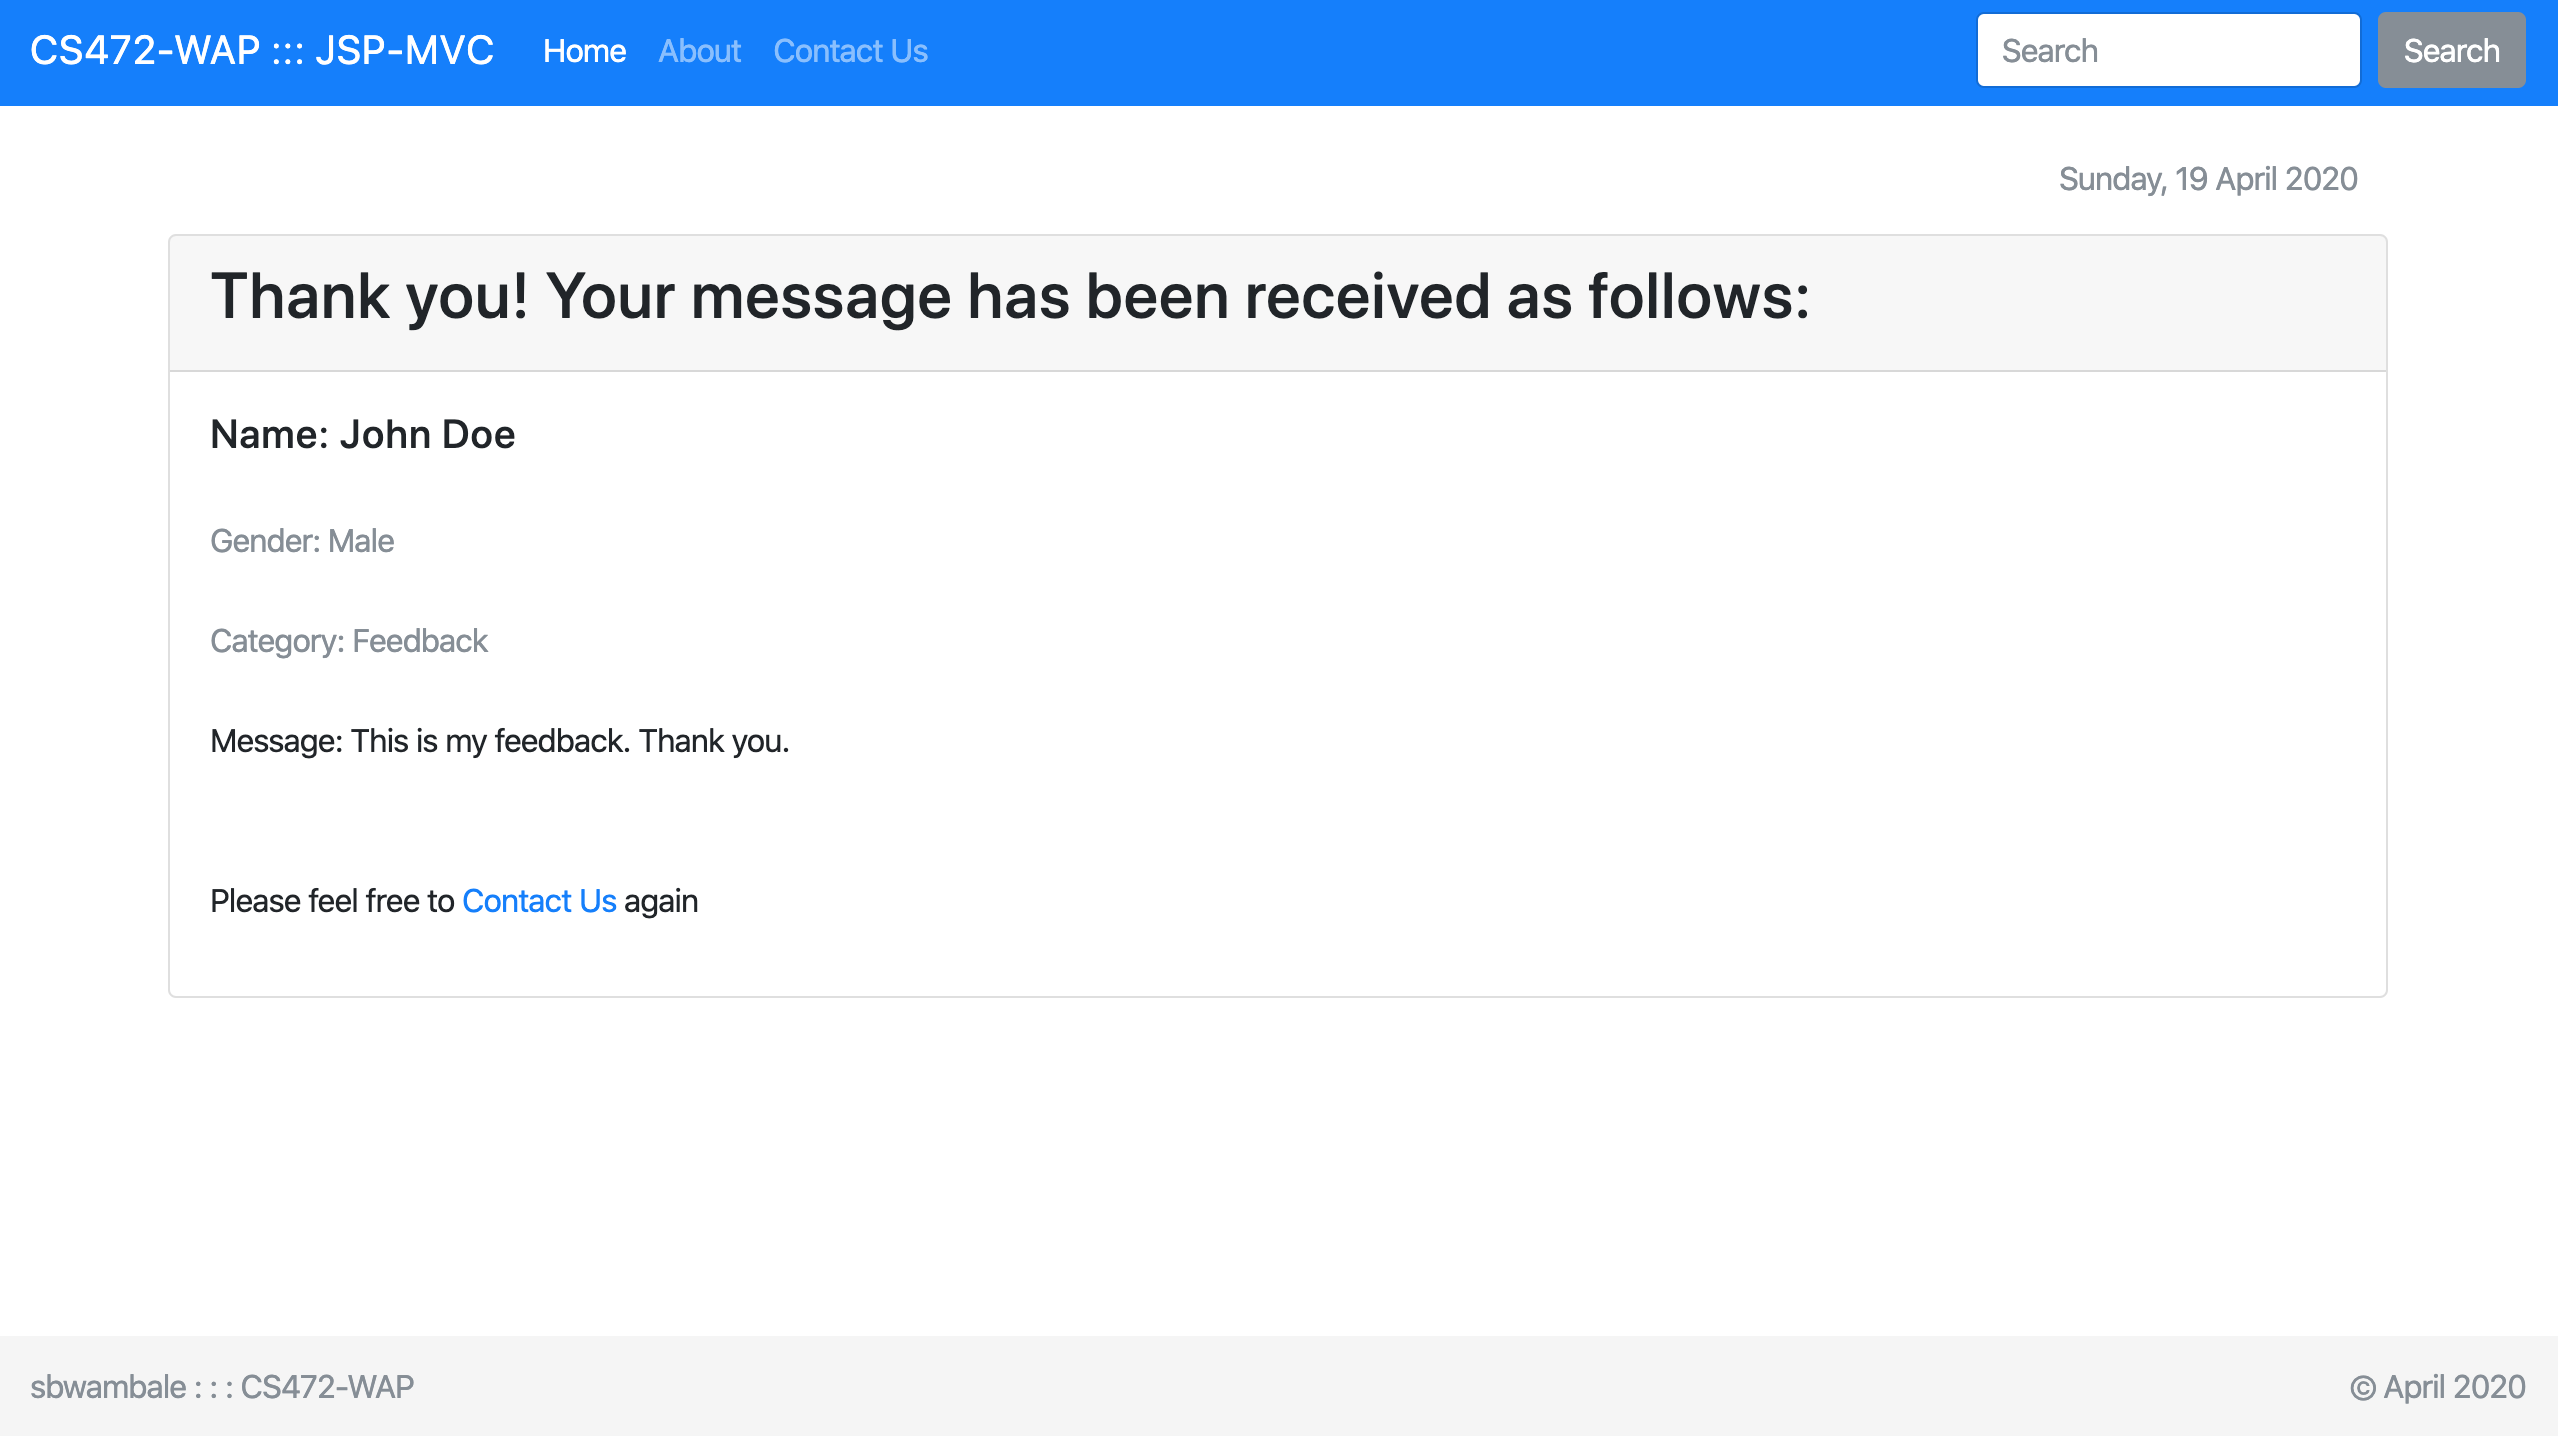 CS472-WAP ::: JSP-MVC Home About Contact Us Search Search
Sunday, 19 April 2020
Thank you! Your message has been received as follows:
Name: John Doe
Gender: Male
Category: Feedback
Message: This is my feedback. Thank you.
Please feel free to Contact Us again
sbwambale : : : CS472-WAP © April 2020